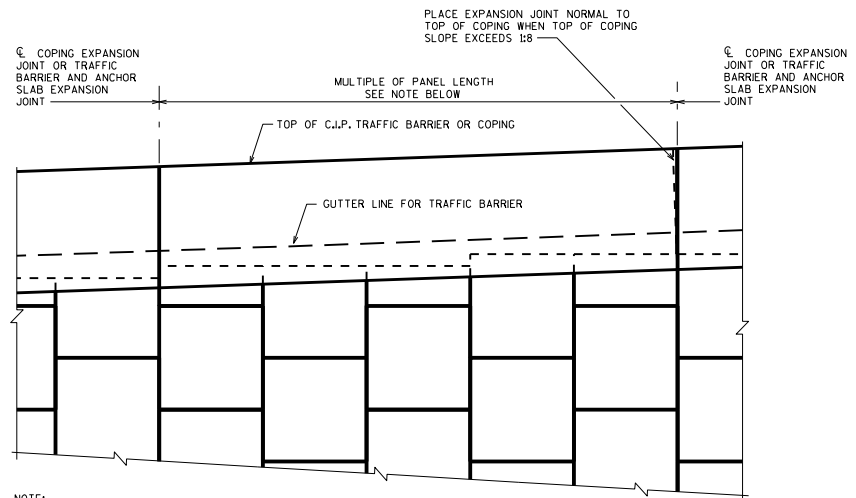 PLACE EXPANSION JOINT NORMAL TO
TOP OF COPING WHEN TOP OF COPING
SLOPE EXCEEDS 1:8
℄ COPING EXPANSION
JOINT OR TRAFFIC
BARRIER AND ANCHOR
SLAB EXPANSION
JOINT
MULTIPLE OF PANEL LENGTH
SEE NOTE BELOW
℄ COPING EXPANSION
JOINT OR TRAFFIC
BARRIER AND ANCHOR
SLAB EXPANSION
JOINT
TOP OF C.I.P. TRAFFIC BARRIER OR COPING
GUTTER LINE FOR TRAFFIC BARRIER
NOTE: